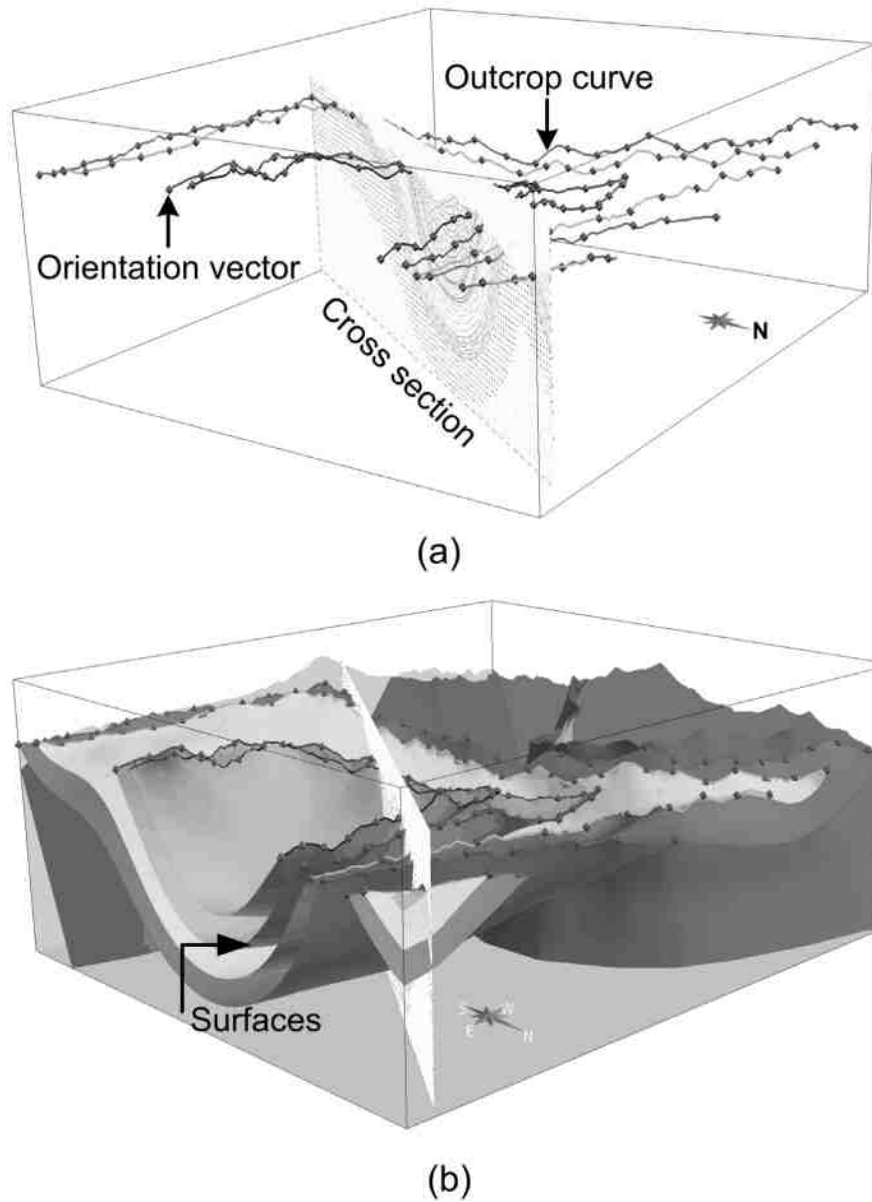 Outcrop curve
Orientation vector
Cross section
N
(a)
Surfaces
S W
E N
(b)